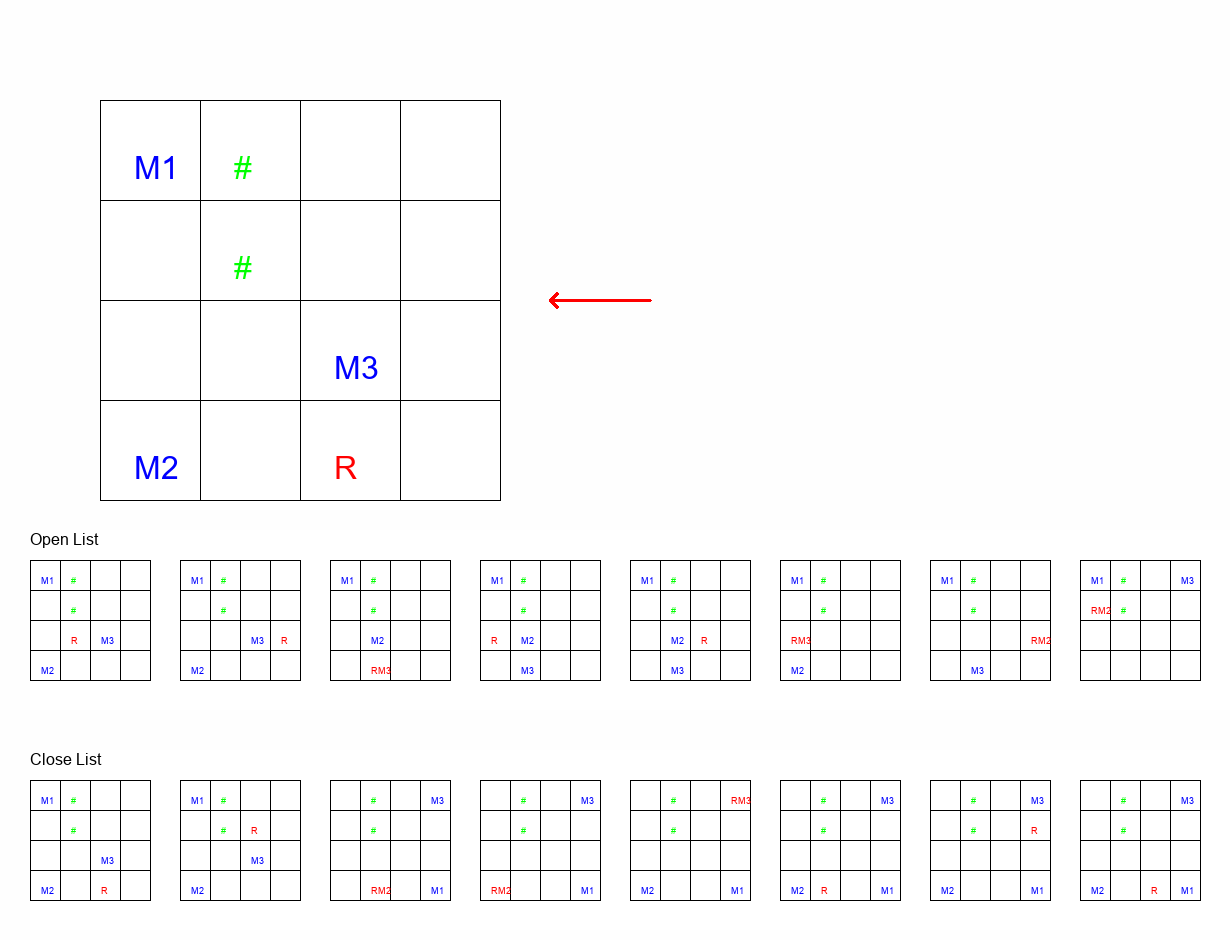 M1 #
#
M3
M2 R
Open List
M1 # M1 # M1 # M1 # M1 # M1 # M1 # M1 # M3
# # # # # # # RM2 #
R M3 M3 R M2 R M2 M2 R RM3 RM2
M2 M2 RM3 M3 M3 M2 M3
Close List
M1 # M1 # # M3 # M3 # RM3 # M3 # M3 # M3
# # R # # # # # R #
M3 M3
M2 R M2 RM2 M1 RM2 M1 M2 M1 M2 R M1 M2 M1 M2 R M1